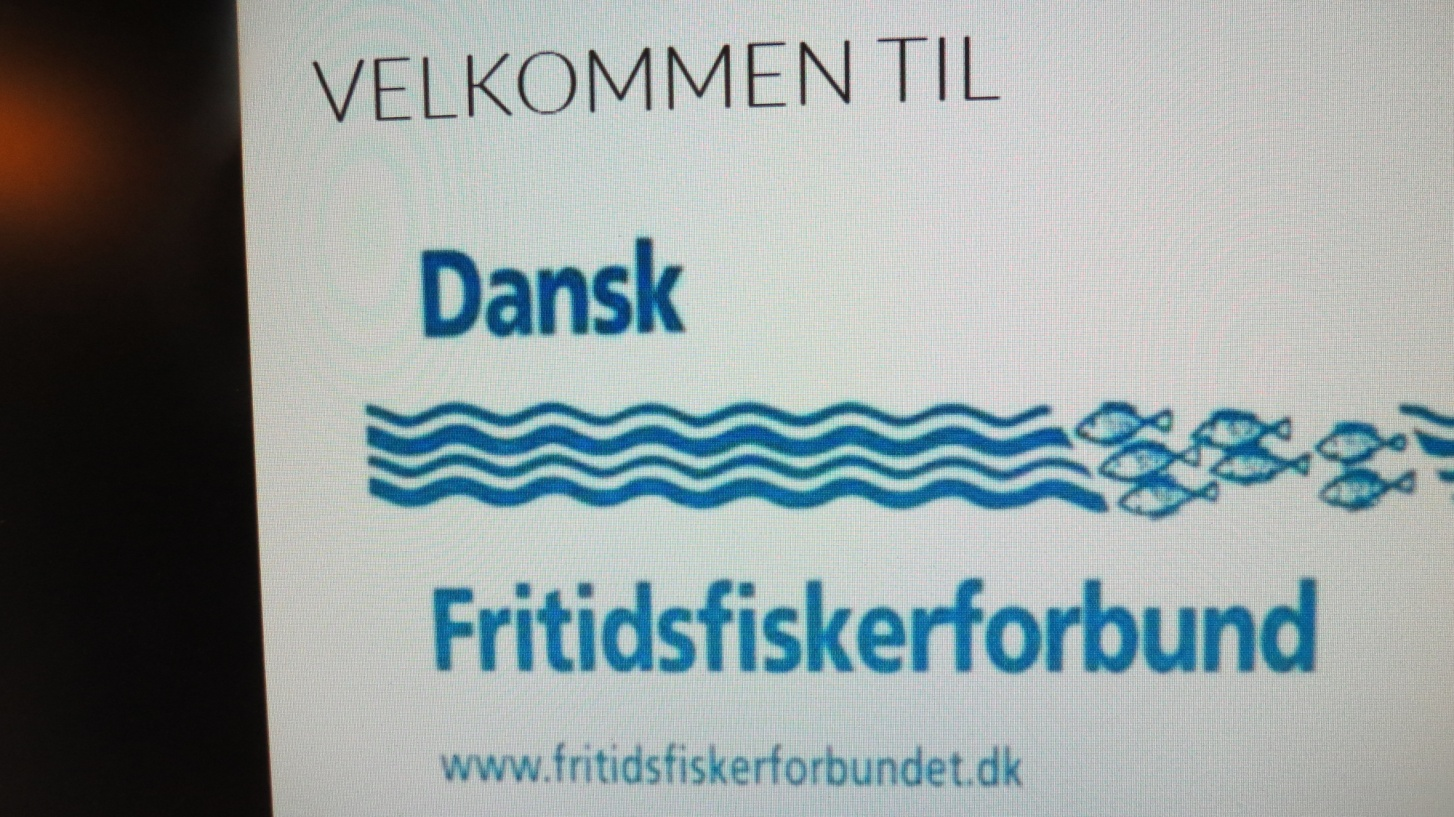 VELKOMMEN TIL
Dansk
Fritidsfiskerforbund
www.fritidsfiskerforbundet.dk